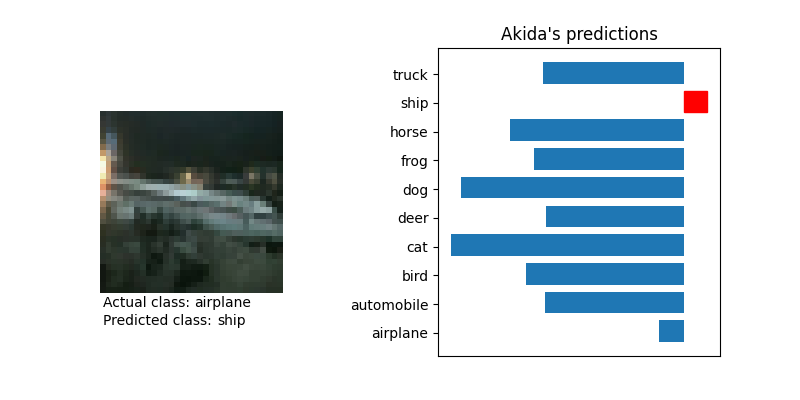 Akida's predictions
truck
ship
horse
frog
dog
deer
cat
bird
automobile
airplane
Actual class: airplane
Predicted class: ship